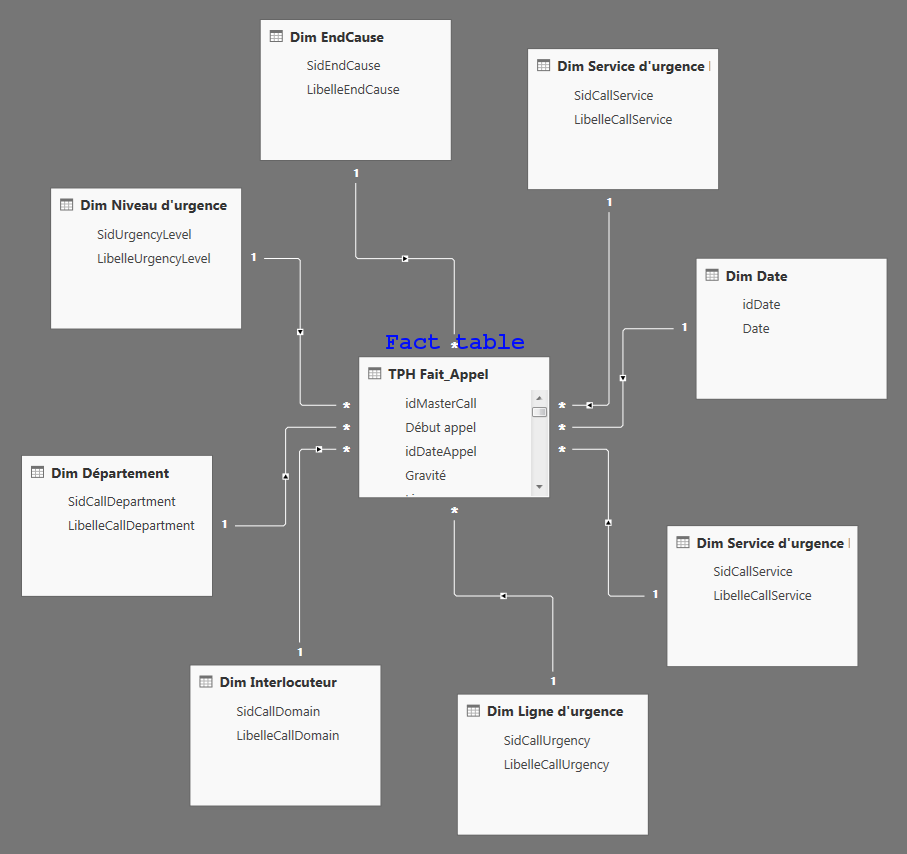 Dim EndCause
SidEndCause
LibelleEndCause
1
Dim Service d'urgence
SidCallService
LibelleCallService
1
Dim Niveau d'urgence
SidUrgencyLevel
LibelleUrgencyLevel
1
Dim Date
idDate
Date
1
Fact table
*
TPH Fait_Appel
idMasterCall
Début appel
idDateAppel
Gravité
*
*
*
*
*
*
*
Dim Département
SidCallDepartment
LibelleCallDepartment
1
Dim Service d'urgence
SidCallService
LibelleCallService
1
Dim Interlocuteur
SidCallDomain
LibelleCallDomain
1
Dim Ligne d'urgence
SidCallUrgency
LibelleCallUrgency
1